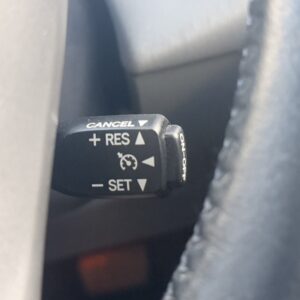 CANCEL ▼
+ RES ▲
◀
− SET ▼
ON-OFF